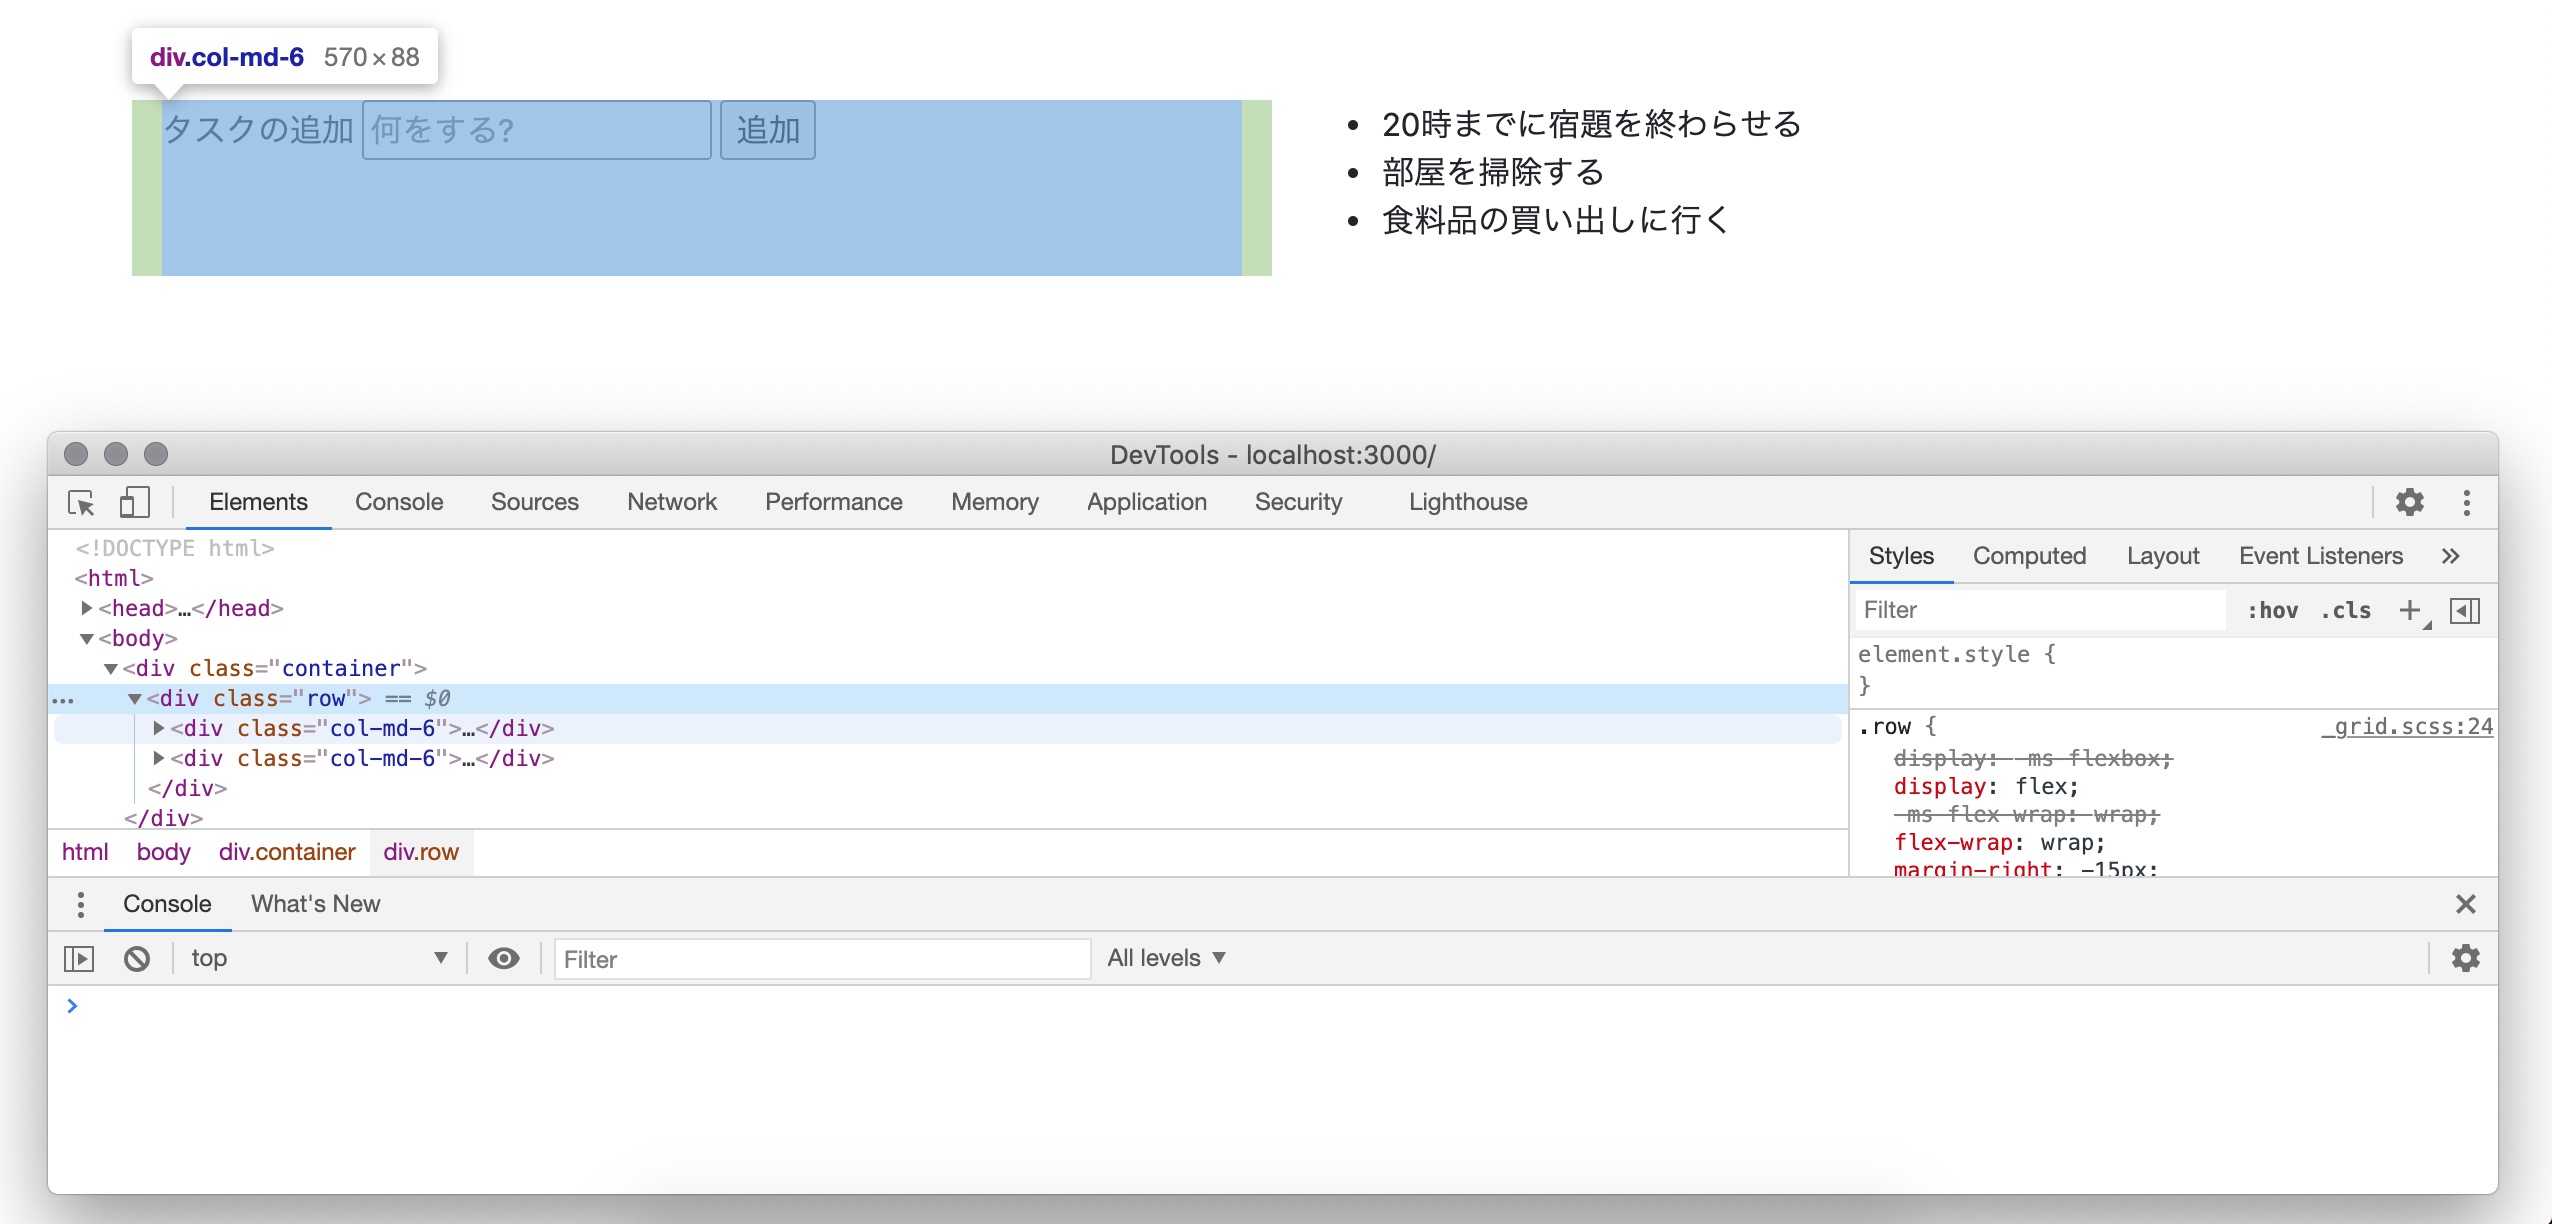 div.col-md-6 570×88
タスクの追加 何をする? 追加
• 20時までに宿題を終わらせる
• 部屋を掃除する
• 食料品の買い出しに行く
DevTools - localhost:3000/
Elements Console Sources Network Performance Memory Application Security Lighthouse
<!DOCTYPE html>
<html>
<head>…</head>
<body>
<div class="container">
… <div class="row"> == $0
<div class="col-md-6">…</div>
<div class="col-md-6">…</div>
</div>
</div>
html body div.container div.row
Styles Computed Layout Event Listeners »
Filter :hov .cls +
element.style {
}
.row { _grid.scss:24
display: -ms-flexbox;
display: flex;
-ms-flex-wrap: wrap;
flex-wrap: wrap;
margin-right: -15px;
Console What's New
top Filter All levels
>